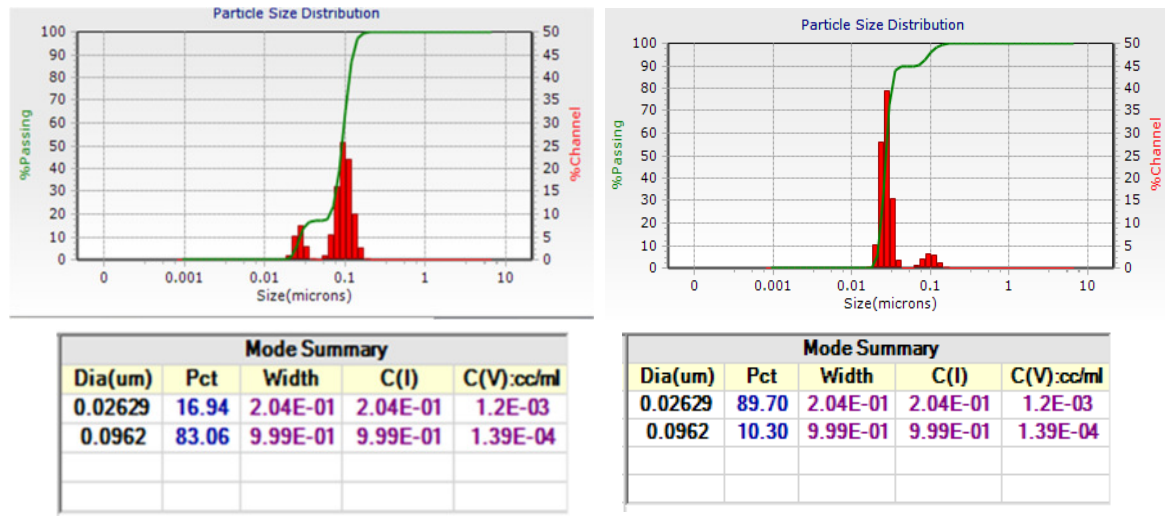 Particle Size Distribution
100
90
80
70
60
50
40
30
20
10
0
%Passing
50
45
40
35
30
25
20
15
10
5
0
%Channel
0 0.001 0.01 0.1 1 10
Size(microns)
Mode Summary
Dia(um) Pct Width C(I) C(V):cc/ml
0.02629 16.94 2.04E-01 2.04E-01 1.2E-03
0.0962 83.06 9.99E-01 9.99E-01 1.39E-04
Particle Size Distribution
100
90
80
70
60
50
40
30
20
10
0
%Passing
50
45
40
35
30
25
20
15
10
5
0
%Channel
0 0.001 0.01 0.1 1 10
Size(microns)
Mode Summary
Dia(um) Pct Width C(I) C(V):cc/ml
0.02629 89.70 2.04E-01 2.04E-01 1.2E-03
0.0962 10.30 9.99E-01 9.99E-01 1.39E-04